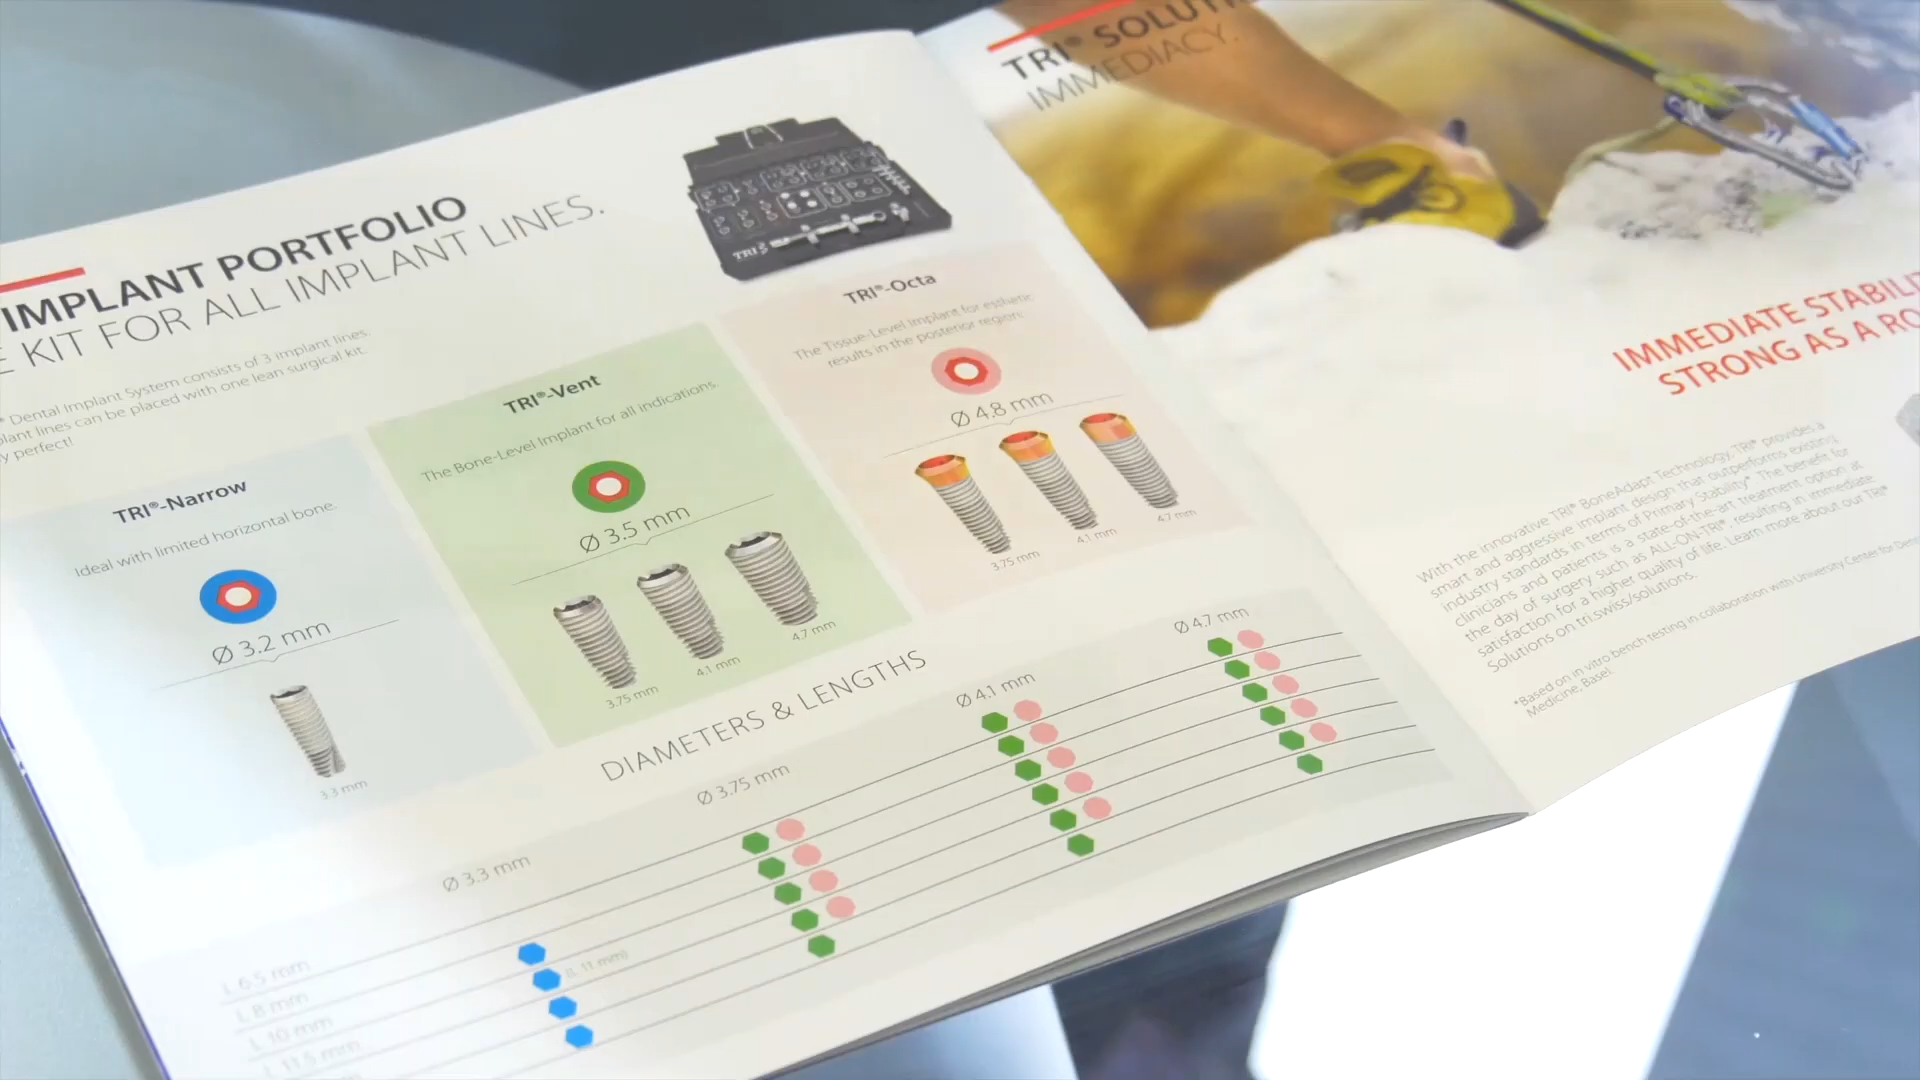 IMPLANT PORTFOLIO
KIT FOR ALL IMPLANT LINES.
® Dental Implant System consists of 3 implant lines.
lines can be placed with one lean surgical kit.
perfect!
TRI®-Narrow
Ideal with limited horizontal bone.
Ø 3.2 mm
3.3 mm
TRI®-Vent
The Bone-Level Implant for all indications.
Ø 3.5 mm
3.75 mm
4.1 mm
4.7 mm
TRI
TRI®-Octa
The Tissue-Level Implant for esthetic
results in the posterior region.
Ø 4.8 mm
3.75 mm
4.1 mm
4.7 mm
DIAMETERS & LENGTHS
Ø 3.3 mm
Ø 3.75 mm
Ø 4.1 mm
Ø 4.7 mm
L 6.5 mm
L 8 mm
L 10 mm
(L 11 mm)
L 11.5 mm
TRI® SOLUTI
IMMEDIACY.
IMMEDIATE STABILI
STRONG AS A RO
With the innovative TRI® BoneAdapt Technology, TRI® provides a
smart and aggressive implant design that outperforms existing
industry standards in terms of Primary Stability*. The benefit for
clinicians and patients is a state-of-the-art treatment option at
the day of surgery such as ALL-ON-TRI®, resulting in immediate
satisfaction for a higher quality of life. Learn more about our TRI®
Solutions on tri.swiss/solutions.
*Based on in vitro bench testing in collaboration with University Center for
Medicine, Basel.